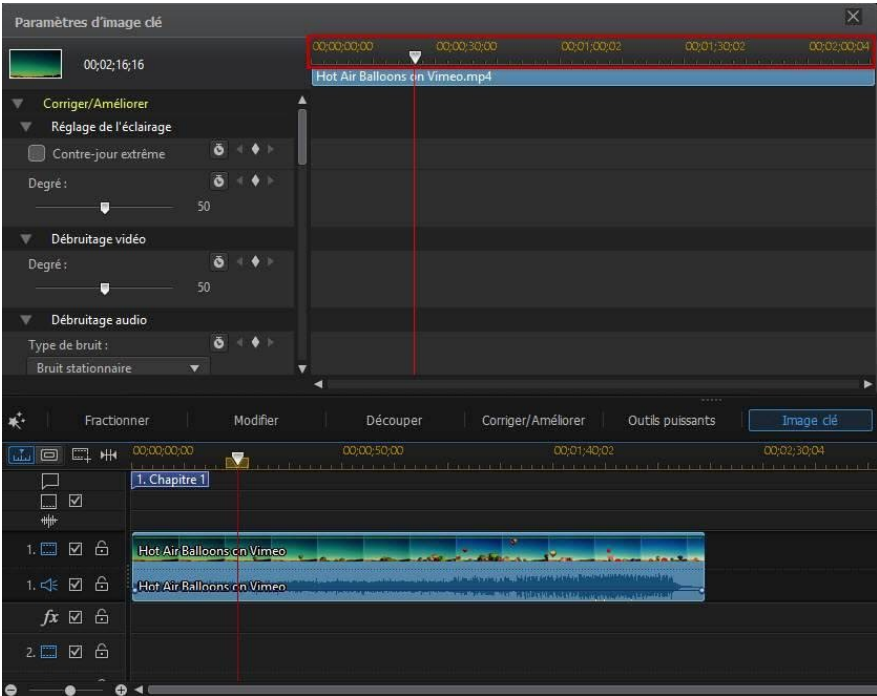 Paramètres d'image clé
00;02;16;16
00;00;00;00 00;00;30;00 00;01;00;02 00;01;30;02 00;02;00;04
Hot Air Balloons on Vimeo.mp4
Corriger/Améliorer
Réglage de l'éclairage
Contre-jour extrême
Degré :
50
Débruitage vidéo
Degré :
50
Débruitage audio
Type de bruit :
Bruit stationnaire
Fractionner Modifier Découper Corriger/Améliorer Outils puissants Image clé
00;00;00;00 00;00;50;00 00;01;40;02 00;02;30;04
1. Chapitre 1
1. Hot Air Balloons on Vimeo
1. Hot Air Balloons on Vimeo
fx
2.